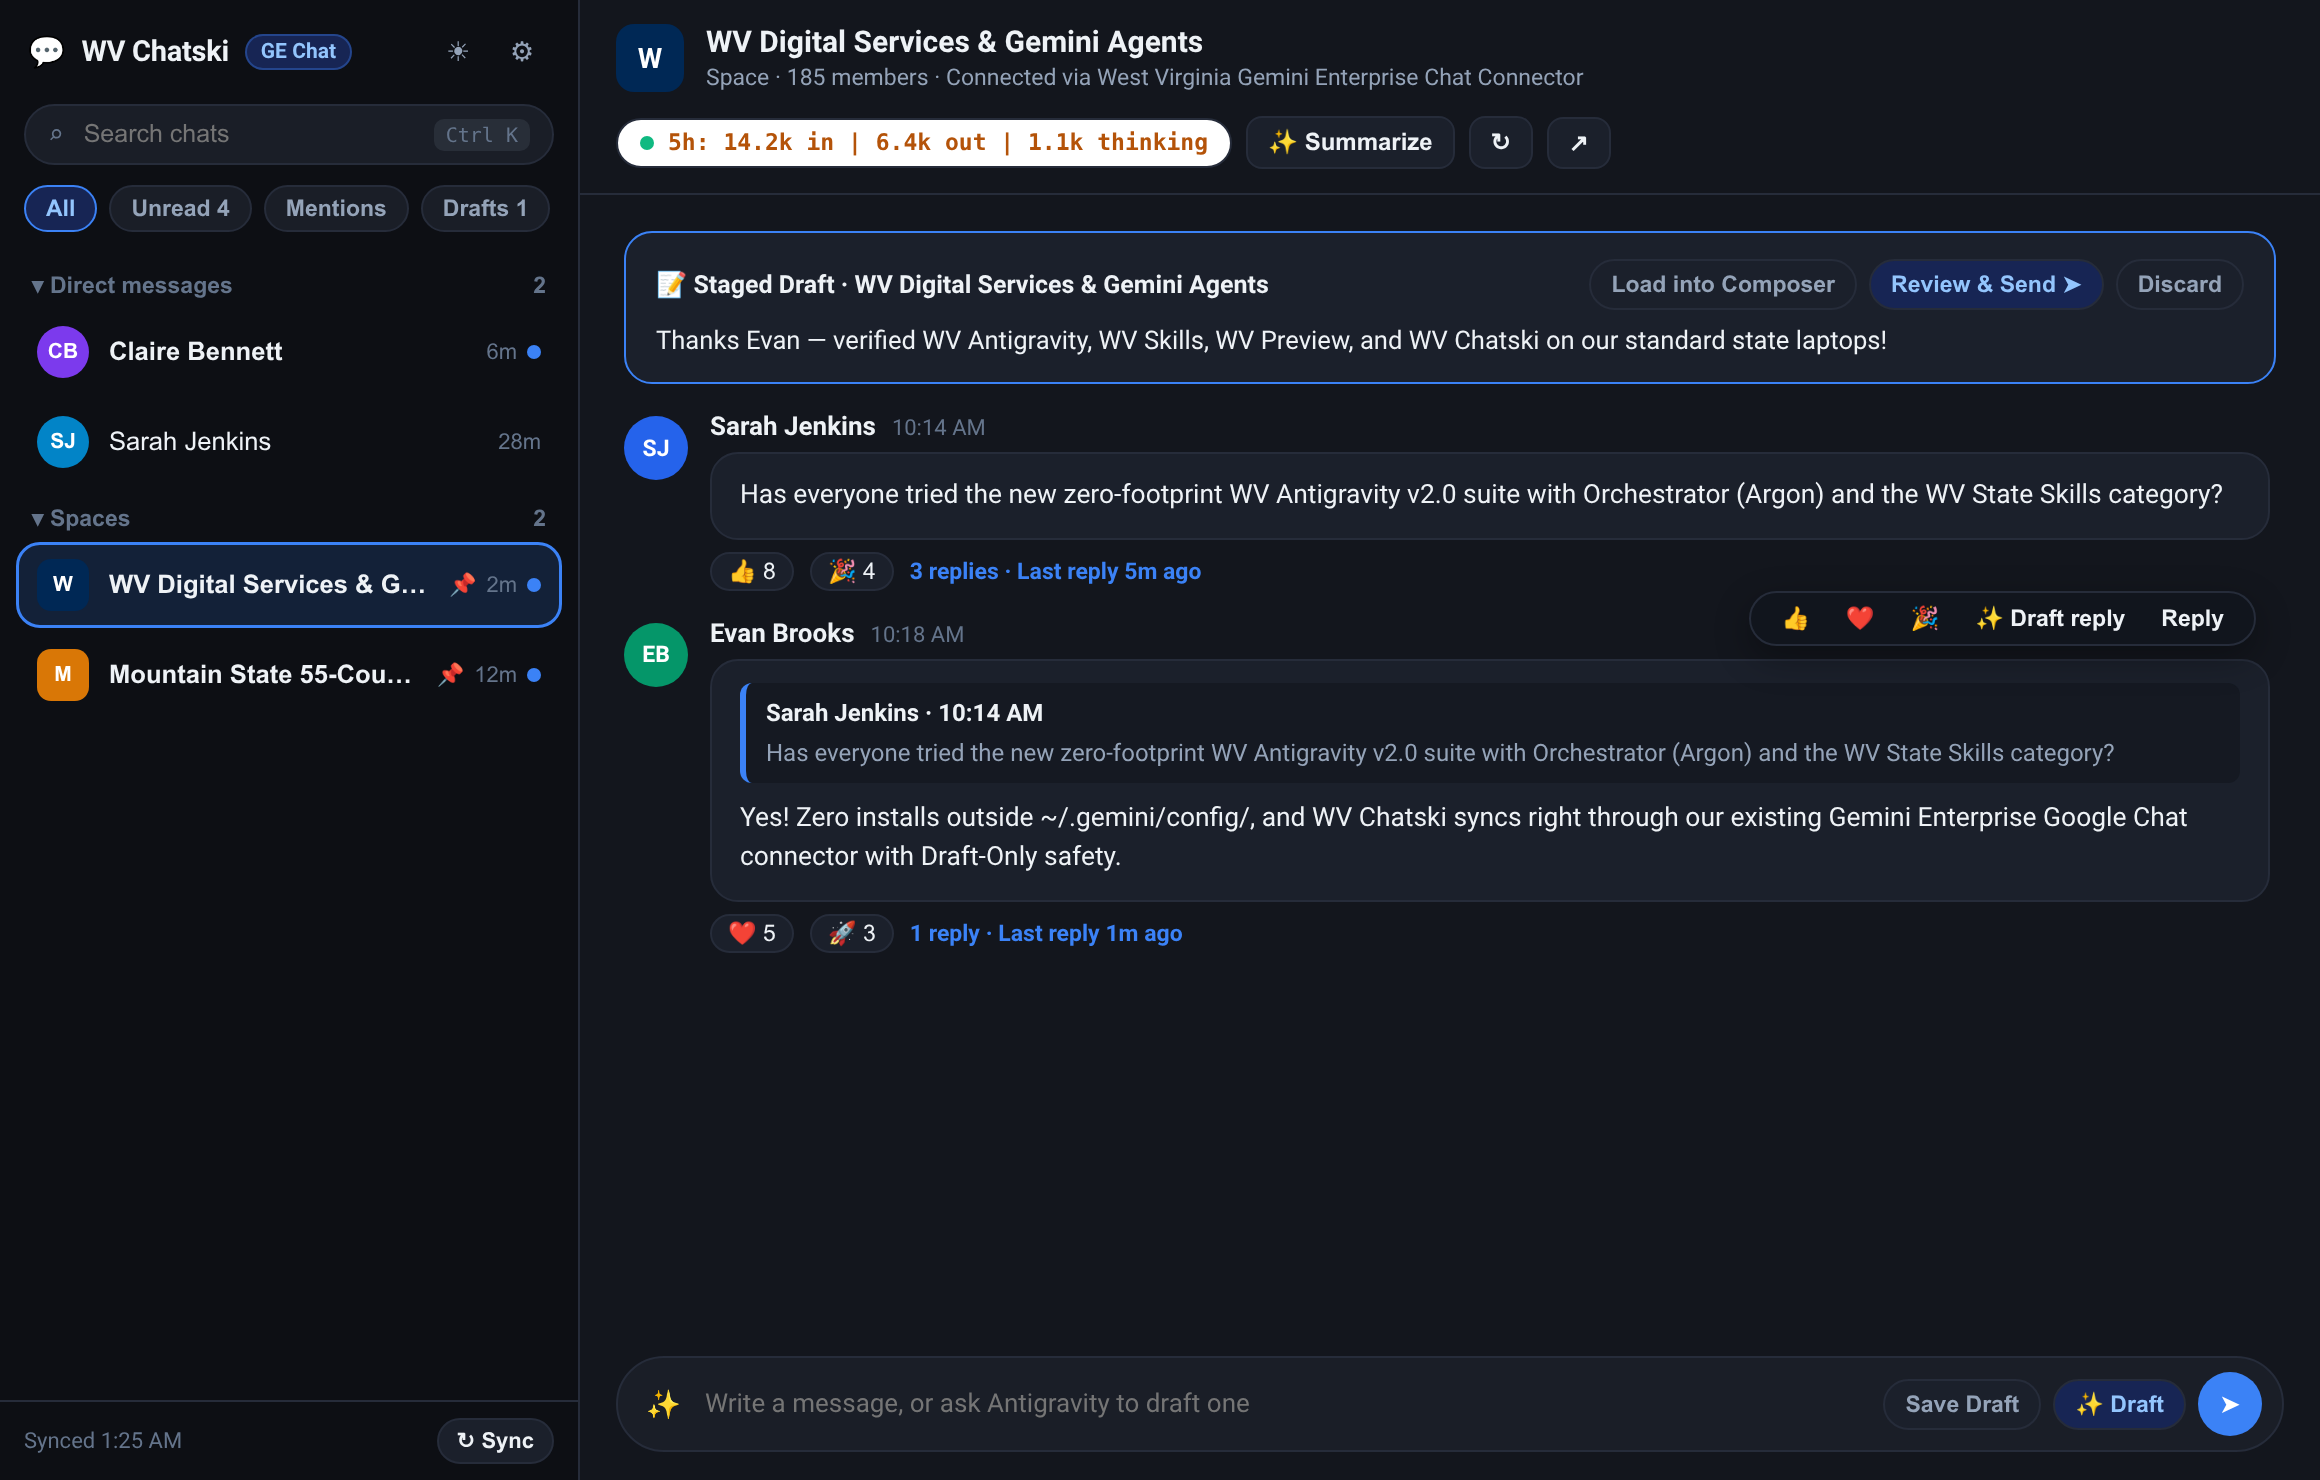 WV Chatski GE Chat
Search chats Ctrl K
All Unread 4 Mentions Drafts 1
▾ Direct messages 2
CB Claire Bennett 6m
SJ Sarah Jenkins 28m
▾ Spaces 2
W WV Digital Services & G... 📌 2m
M Mountain State 55-Cou... 📌 12m
Synced 1:25 AM ↻ Sync
W WV Digital Services & Gemini Agents
Space · 185 members · Connected via West Virginia Gemini Enterprise Chat Connector
5h: 14.2k in | 6.4k out | 1.1k thinking ✨ Summarize ↻ ↗
📝 Staged Draft · WV Digital Services & Gemini Agents Load into Composer Review & Send ➤ Discard
Thanks Evan — verified WV Antigravity, WV Skills, WV Preview, and WV Chatski on our standard state laptops!
SJ Sarah Jenkins 10:14 AM
Has everyone tried the new zero-footprint WV Antigravity v2.0 suite with Orchestrator (Argon) and the WV State Skills category?
👍 8 🎉 4 3 replies · Last reply 5m ago
👍 ❤️ 🎉 ✨ Draft reply Reply
EB Evan Brooks 10:18 AM
Sarah Jenkins · 10:14 AM
Has everyone tried the new zero-footprint WV Antigravity v2.0 suite with Orchestrator (Argon) and the WV State Skills category?
Yes! Zero installs outside ~/.gemini/config/, and WV Chatski syncs right through our existing Gemini Enterprise Google Chat
connector with Draft-Only safety.
❤️ 5 🚀 3 1 reply · Last reply 1m ago
✨ Write a message, or ask Antigravity to draft one Save Draft ✨ Draft ➤